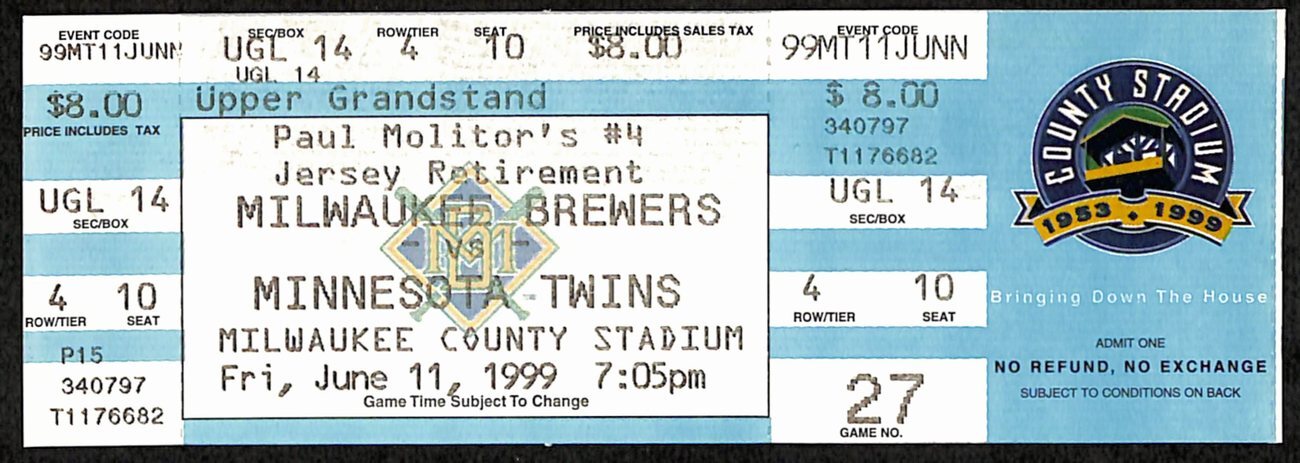 EVENT CODE
99MT11JUNN
$8.00
PRICE INCLUDES TAX
UGL 14
SEC/BOX
4 10
ROW/TIER SEAT
P15
340797
T1176682
SEC/BOX ROW/TIER SEAT PRICE INCLUDES SALES TAX
UGL 14 4 10 $8.00
UGL 14
Upper Grandstand
Paul Molitor's #4
Jersey Retirement
MILWAUKEE BREWERS
- vs -
MINNESOTA TWINS
MILWAUKEE COUNTY STADIUM
Fri, June 11, 1999 7:05pm
Game Time Subject To Change
EVENT CODE
99MT11JUNN
$ 8.00
340797
T1176682
UGL 14
SEC/BOX
4 10
ROW/TIER SEAT
27
GAME NO.
COUNTY STADIUM
1953 1999
Bringing Down The House
ADMIT ONE
NO REFUND, NO EXCHANGE
SUBJECT TO CONDITIONS ON BACK